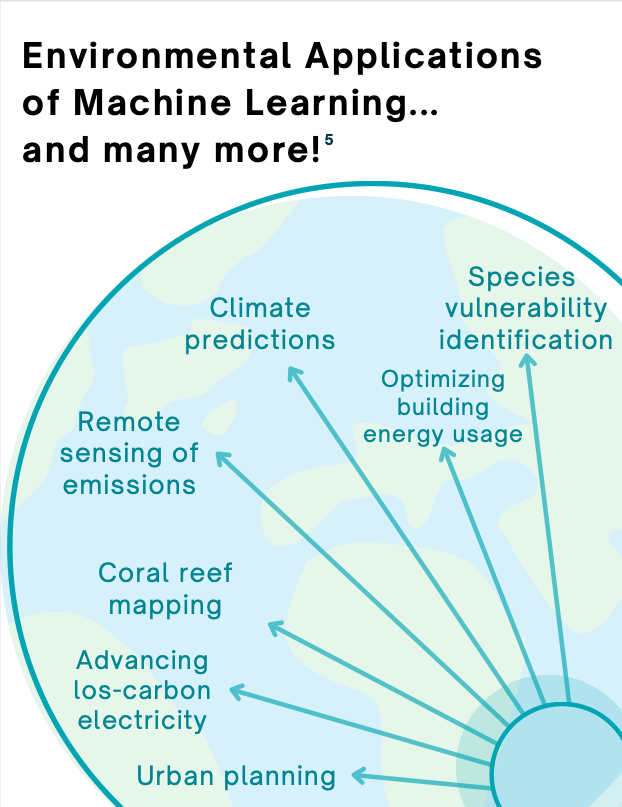 Environmental Applications
of Machine Learning...
and many more!⁵
Species
vulnerability
identification
Climate
predictions
Optimizing
building
energy usage
Remote
sensing of
emissions
Coral reef
mapping
Advancing
los-carbon
electricity
Urban planning